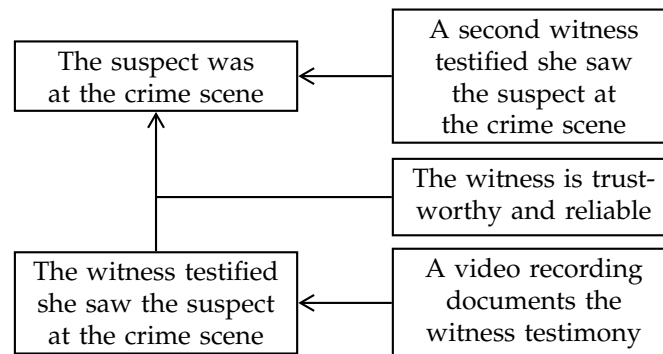 The suspect was
at the crime scene
A second witness
testified she saw
the suspect at
the crime scene
The witness is trust-
worthy and reliable
The witness testified
she saw the suspect
at the crime scene
A video recording
documents the
witness testimony